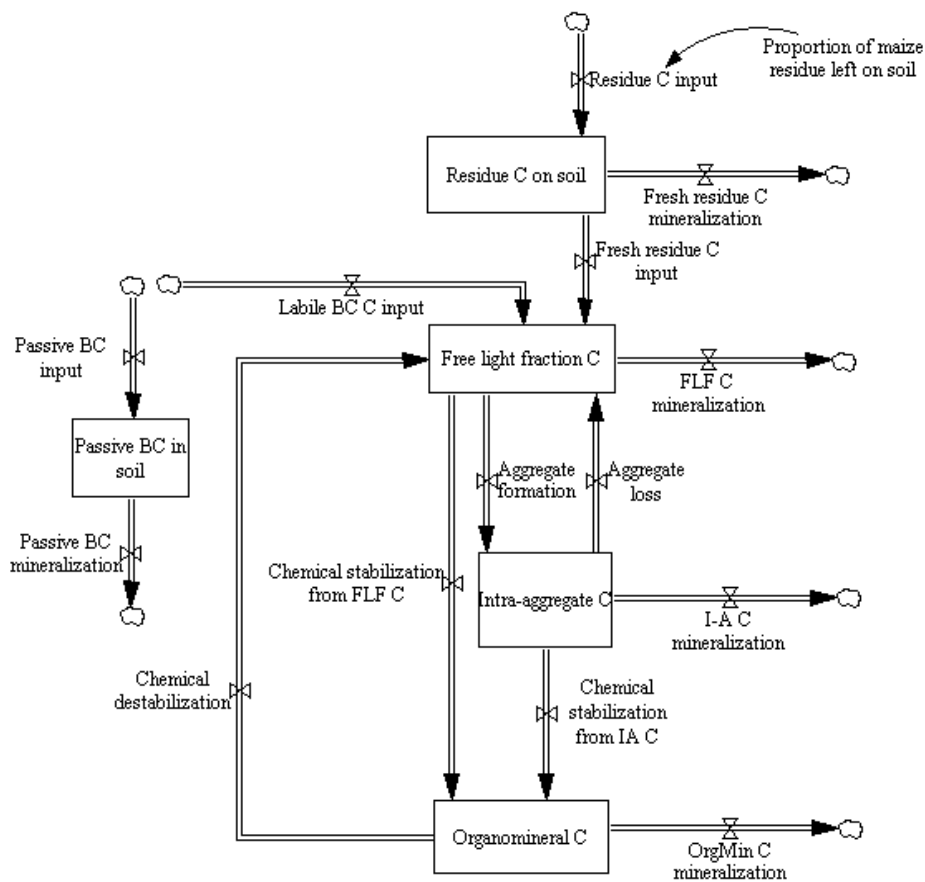 Proportion of maize
residue left on soil
Residue C input
Residue C on soil
Fresh residue C
mineralization
Fresh residue C
input
Labile BC C input
Passive BC
input
Free light fraction C
FLF C
mineralization
Passive BC in
soil
Aggregate
formation
Aggregate
loss
Passive BC
mineralization
Chemical stabilization
from FLF C
Intra-aggregate C
I-A C
mineralization
Chemical
destabilization
Chemical
stabilization
from IA C
Organomineral C
OrgMin C
mineralization